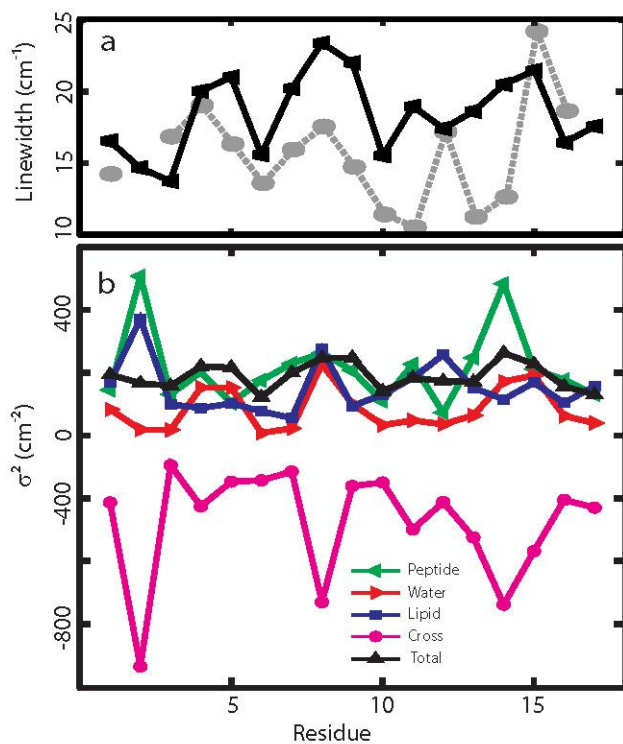 a
Linewidth (cm⁻¹)
25
20
15
10
b
σ² (cm⁻²)
400
0
-400
-800
Peptide
Water
Lipid
Cross
Total
5
10
15
Residue